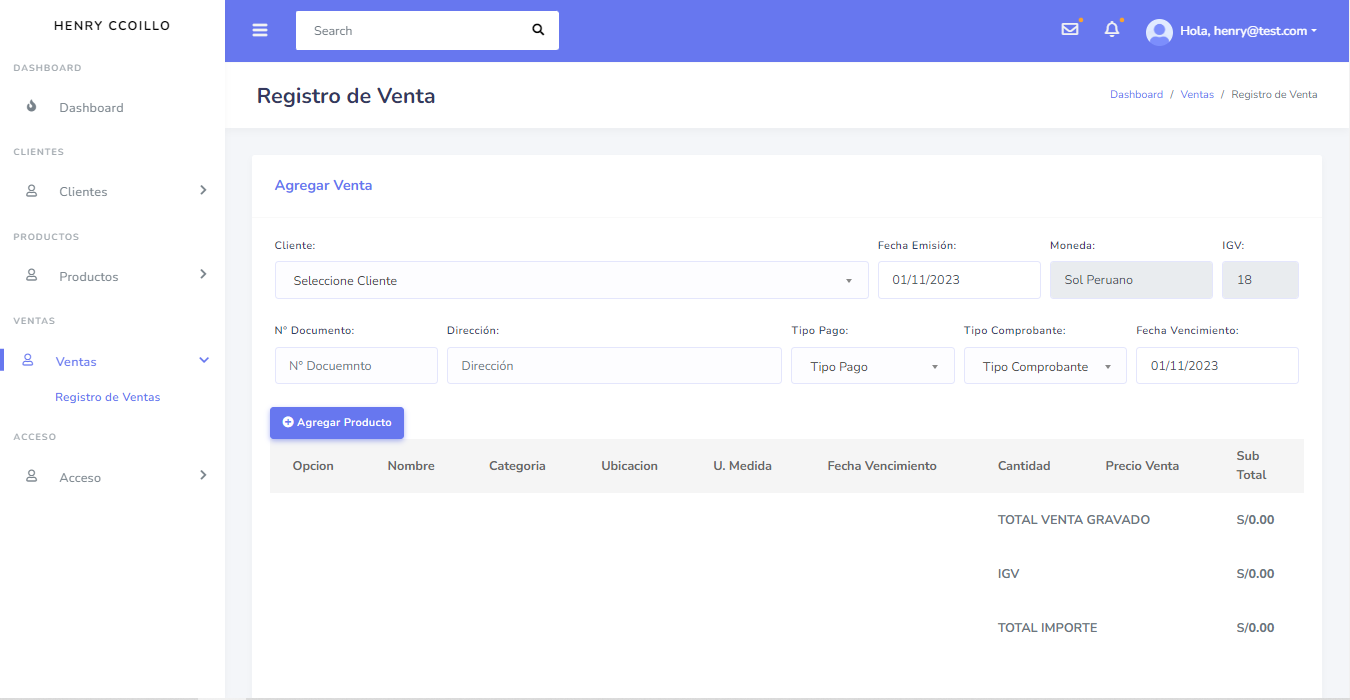 HENRY CCOILLO
DASHBOARD
Dashboard
CLIENTES
Clientes
PRODUCTOS
Productos
VENTAS
Ventas
Registro de Ventas
ACCESO
Acceso
Search
Hola, henry@test.com
Registro de Venta
Dashboard / Ventas / Registro de Venta
Agregar Venta
Cliente: Fecha Emisión: Moneda: IGV:
Seleccione Cliente 01/11/2023 Sol Peruano 18
N° Documento: Dirección: Tipo Pago: Tipo Comprobante: Fecha Vencimiento:
N° Docuemnto Dirección Tipo Pago Tipo Comprobante 01/11/2023
Agregar Producto
Opcion Nombre Categoria Ubicacion U. Medida Fecha Vencimiento Cantidad Precio Venta Sub
Total
TOTAL VENTA GRAVADO S/0.00
IGV S/0.00
TOTAL IMPORTE S/0.00